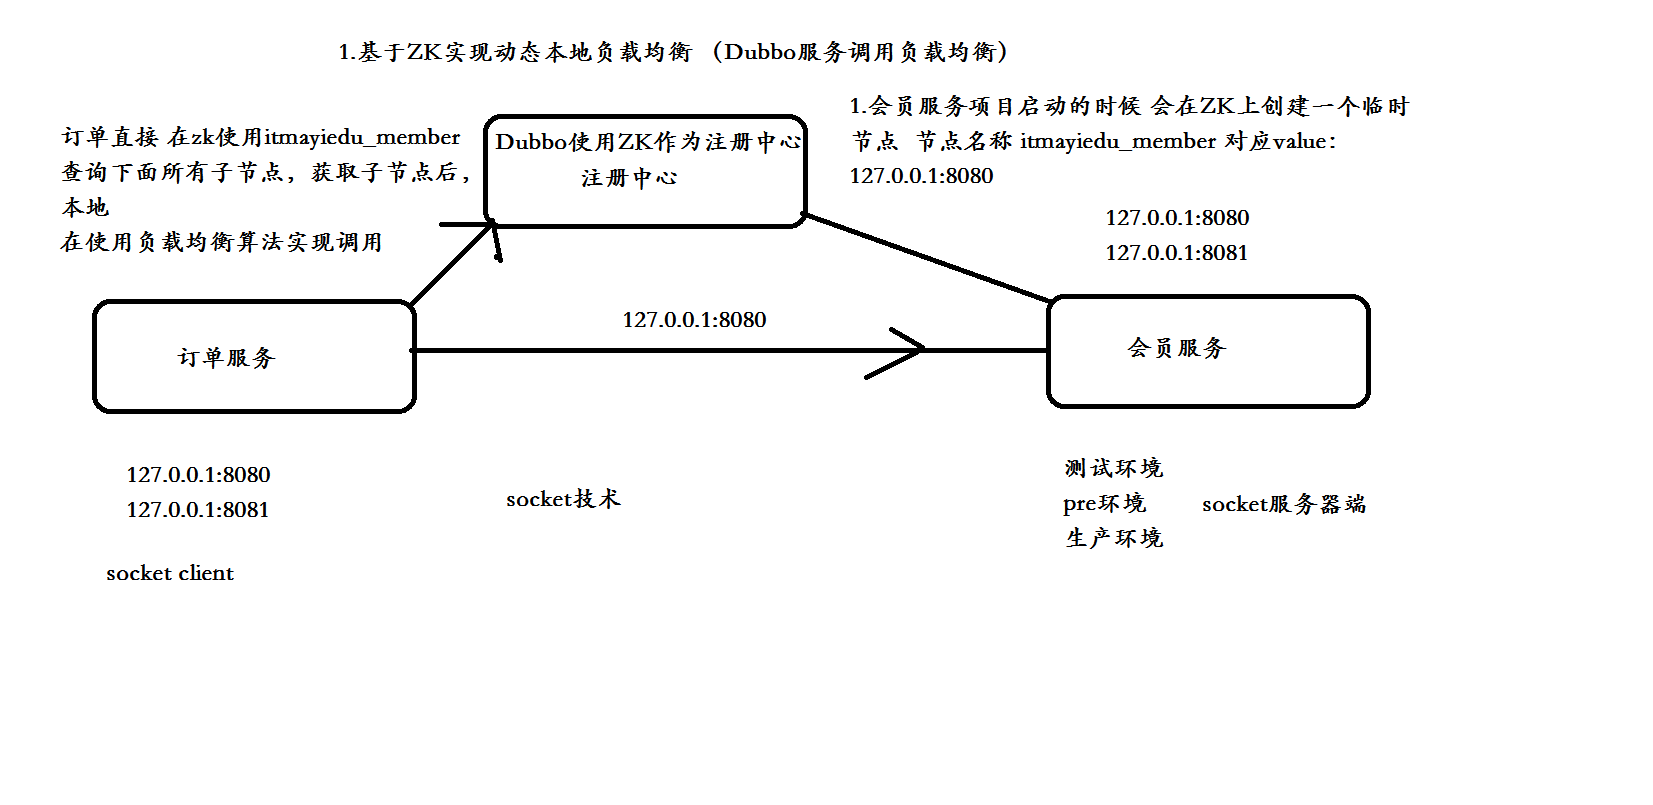 1.基于ZK实现动态本地负载均衡 （Dubbo服务调用负载均衡）
订单直接 在zk使用itmayiedu_member
查询下面所有子节点，获取子节点后，
本地
在使用负载均衡算法实现调用
Dubbo使用ZK作为注册中心
注册中心
1.会员服务项目启动的时候 会在ZK上创建一个临时
节点 节点名称 itmayiedu_member 对应value：
127.0.0.1:8080
127.0.0.1:8080
127.0.0.1:8081
127.0.0.1:8080
订单服务
会员服务
127.0.0.1:8080
127.0.0.1:8081
socket client
socket技术
测试环境
pre环境
生产环境
socket服务器端